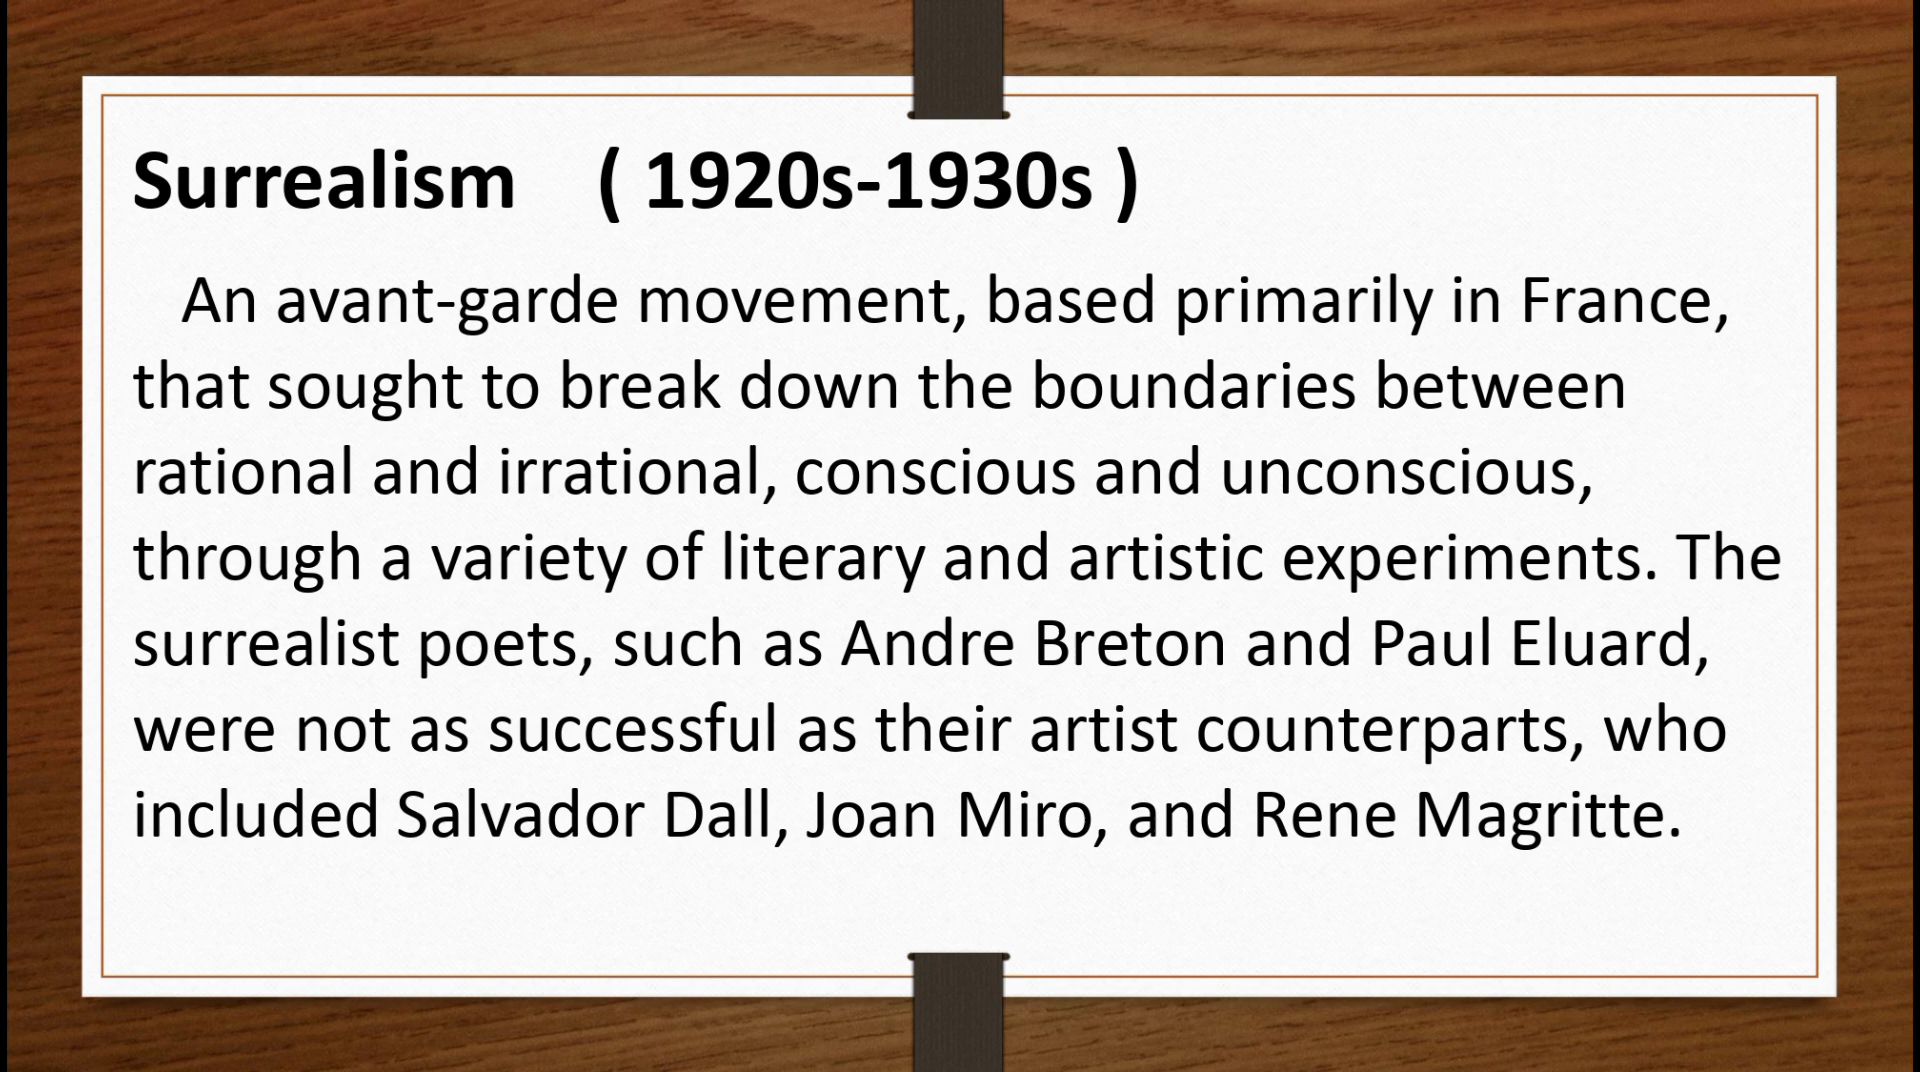 Surrealism ( 1920s-1930s )
An avant-garde movement, based primarily in France,
that sought to break down the boundaries between
rational and irrational, conscious and unconscious,
through a variety of literary and artistic experiments. The
surrealist poets, such as Andre Breton and Paul Eluard,
were not as successful as their artist counterparts, who
included Salvador Dall, Joan Miro, and Rene Magritte.